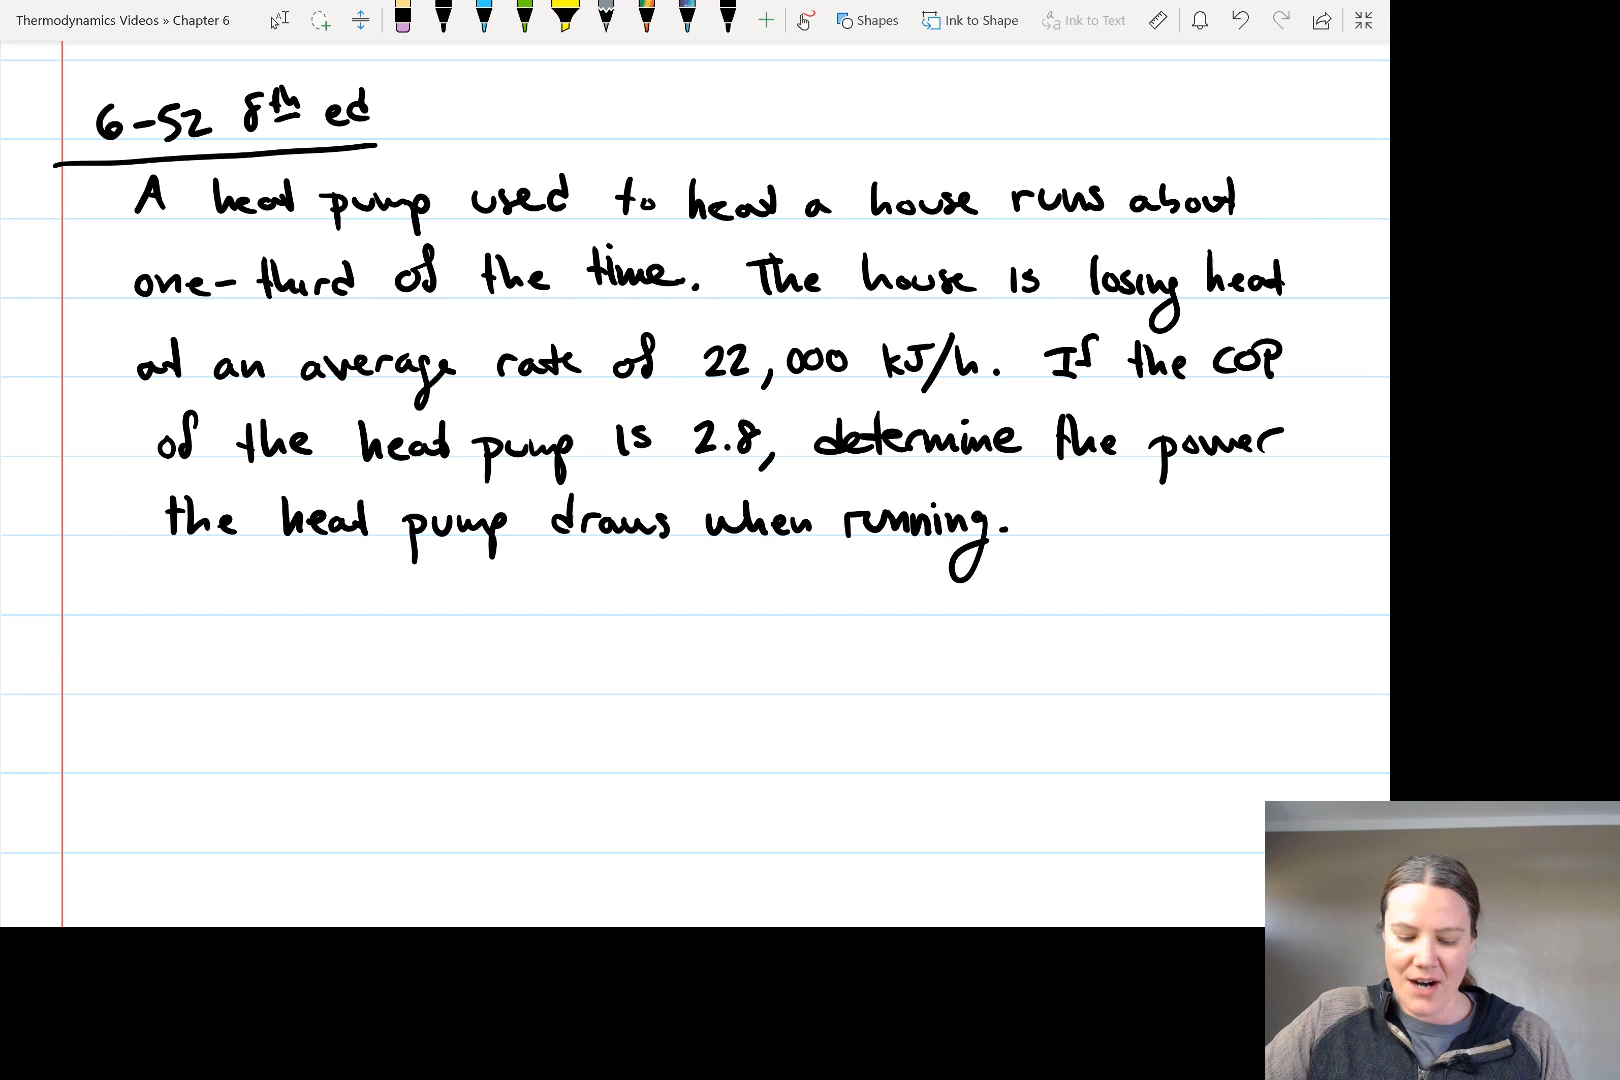 Thermodynamics Videos » Chapter 6 Shapes Ink to Shape Ink to Text
6-52 8th ed
A heat pump used to heat a house runs about
one-third of the time. The house is losing heat
at an average rate of 22,000 kJ/h. If the COP
of the heat pump is 2.8, determine the power
the heat pump draws when running.